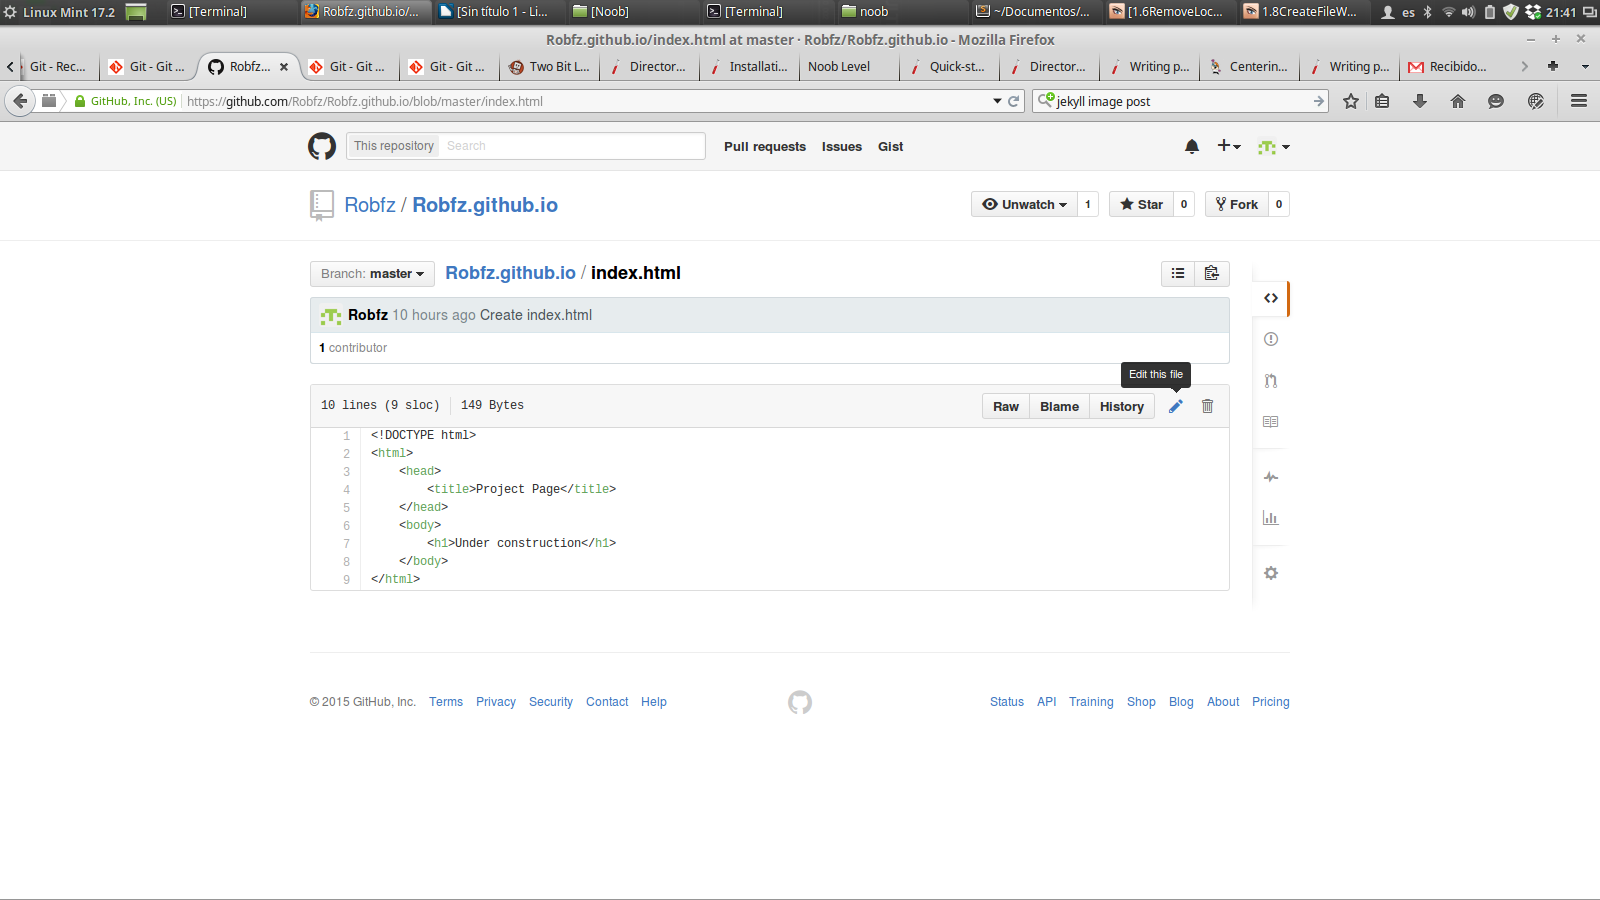 Linux Mint 17.2 [Terminal] Robfz.github.io/... [Sin título 1 - Li... [Noob] [Terminal] noob ~/Documentos/... [1.6RemoveLoc... 1.8CreateFileW... es 21:41
Robfz.github.io/index.html at master · Robfz/Robfz.github.io - Mozilla Firefox
Git - Rec... Git - Git ... Robfz... Git - Git ... Git - Git ... Two Bit L... Director... Installati... Noob Level Quick-st... Director... Writing p... Centerin... Writing p... Recibido...
GitHub, Inc. (US) https://github.com/Robfz/Robfz.github.io/blob/master/index.html jekyll image post
This repository Search Pull requests Issues Gist
Robfz / Robfz.github.io Unwatch 1 Star 0 Fork 0
Branch: master Robfz.github.io / index.html
Robfz 10 hours ago Create index.html
1 contributor
Edit this file
10 lines (9 sloc) 149 Bytes Raw Blame History
1 <!DOCTYPE html>
2 <html>
3 <head>
4 <title>Project Page</title>
5 </head>
6 <body>
7 <h1>Under construction</h1>
8 </body>
9 </html>
© 2015 GitHub, Inc. Terms Privacy Security Contact Help Status API Training Shop Blog About Pricing